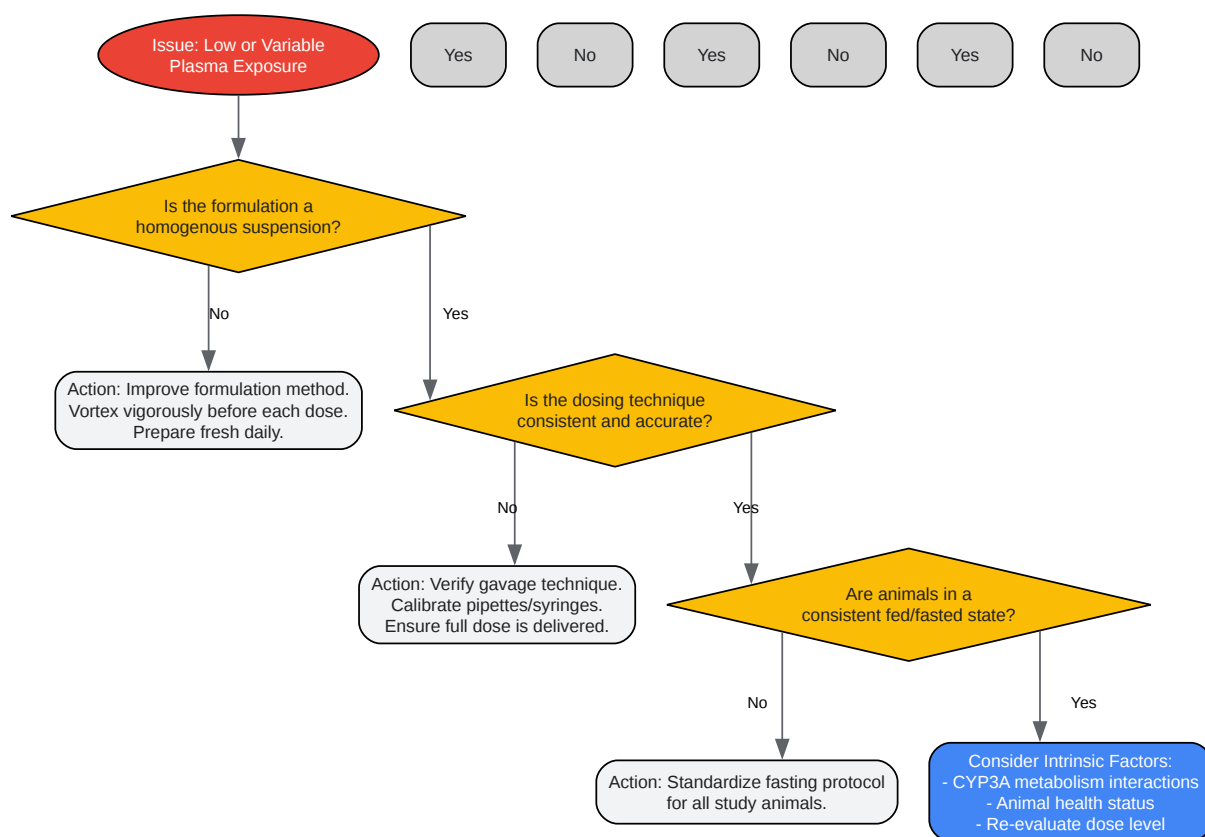 Issue: Low or Variable
Plasma Exposure
Yes
No
Yes
No
Yes
No
Is the formulation a
homogenous suspension?
No
Yes
Action: Improve formulation method.
Vortex vigorously before each dose.
Prepare fresh daily.
Is the dosing technique
consistent and accurate?
No
Yes
Action: Verify gavage technique.
Calibrate pipettes/syringes.
Ensure full dose is delivered.
Are animals in a
consistent fed/fasted state?
No
Yes
Action: Standardize fasting protocol
for all study animals.
Consider Intrinsic Factors:
- CYP3A metabolism interactions
- Animal health status
- Re-evaluate dose level